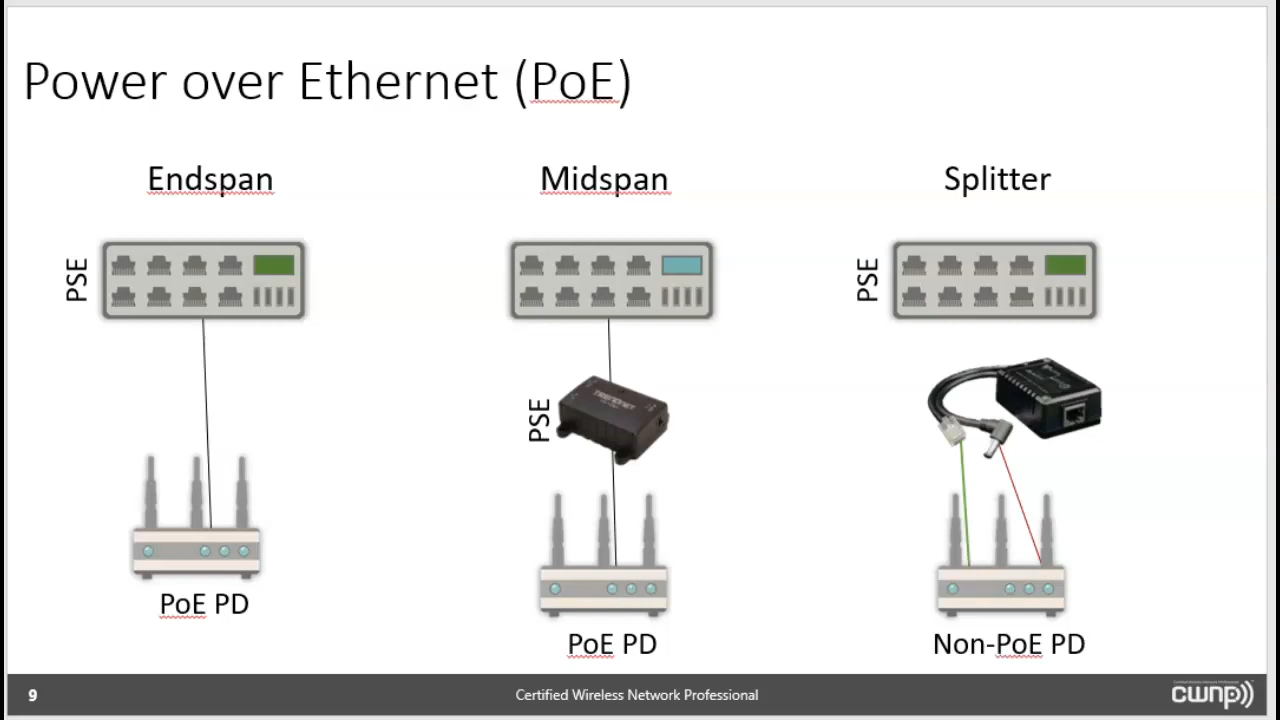 Power over Ethernet (PoE)
Endspan
Midspan
Splitter
PSE
PSE
PSE
TRENDNET
PoE PD
PoE PD
Non-PoE PD
9
Certified Wireless Network Professional
cwnp